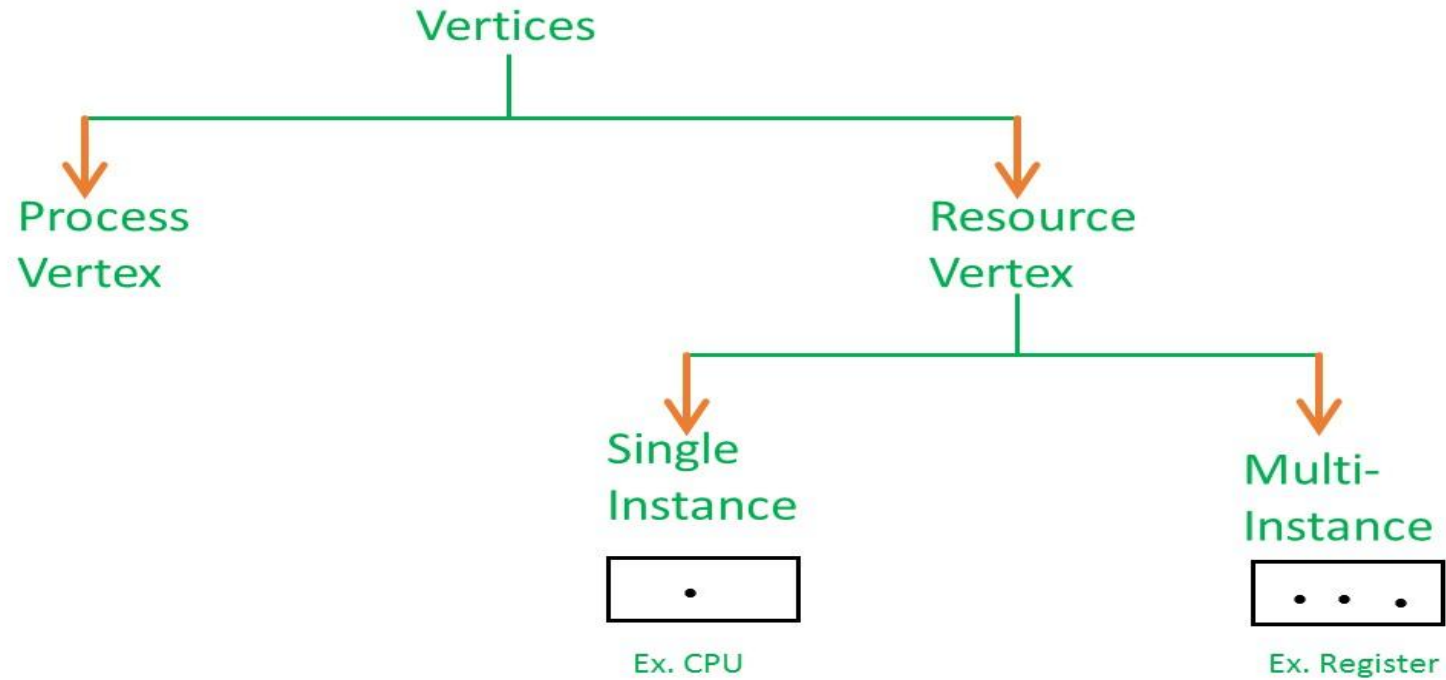 Vertices
Process
Vertex
Resource
Vertex
Single
Instance
Multi-
Instance
Ex. CPU
Ex. Register